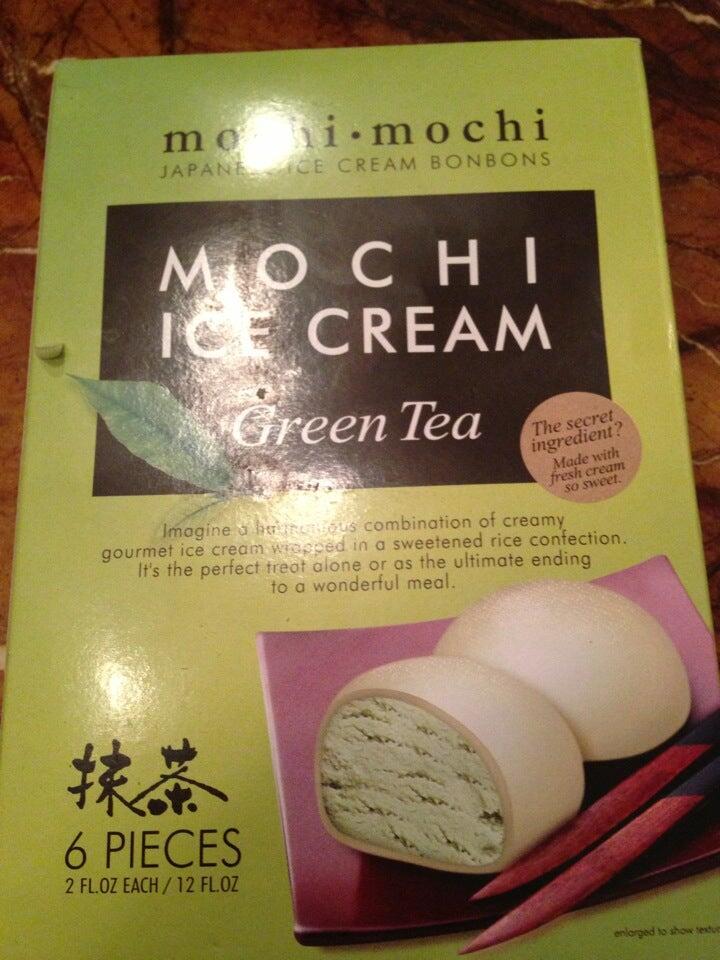 mochi·mochi
JAPANESE ICE CREAM BONBONS
MOCHI
ICE CREAM
Green Tea
The secret
ingredient?
Made with
fresh cream
so sweet.
Imagine a harmonious combination of creamy
gourmet ice cream wrapped in a sweetened rice confection.
It's the perfect treat alone or as the ultimate ending
to a wonderful meal.
抹茶
6 PIECES
2 FL.OZ EACH / 12 FL.OZ
enlarged to show